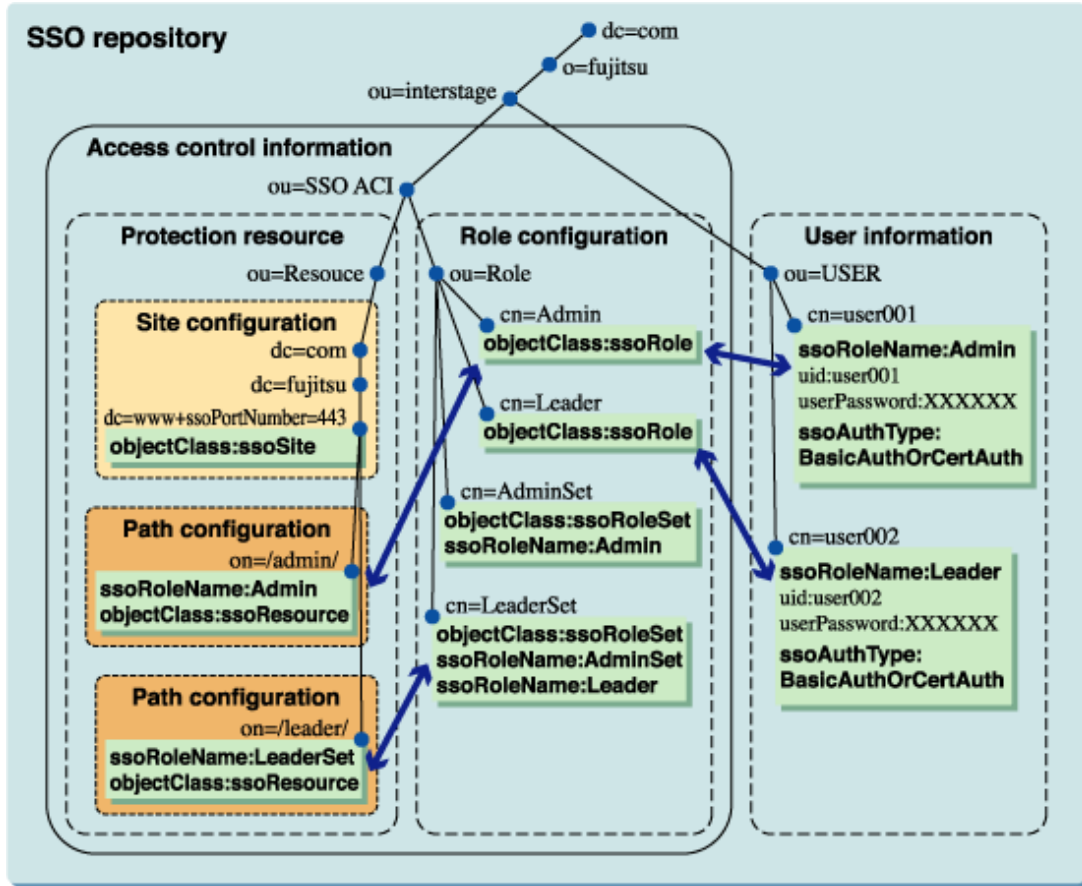 SSO repository
dc=com
o=fujitsu
ou=interstage
Access control information
ou=SSO ACI
Protection resource
ou=Resouce
Site configuration
dc=com
dc=fujitsu
dc=www+ssoPortNumber=443
objectClass:ssoSite
Path configuration
on=/admin/
ssoRoleName:Admin
objectClass:ssoResource
Path configuration
on=/leader/
ssoRoleName:LeaderSet
objectClass:ssoResource
Role configuration
ou=Role
cn=Admin
objectClass:ssoRole
cn=Leader
objectClass:ssoRole
cn=AdminSet
objectClass:ssoRoleSet
ssoRoleName:Admin
cn=LeaderSet
objectClass:ssoRoleSet
ssoRoleName:AdminSet
ssoRoleName:Leader
User information
ou=USER
cn=user001
ssoRoleName:Admin
uid:user001
userPassword:XXXXXX
ssoAuthType:
BasicAuthOrCertAuth
cn=user002
ssoRoleName:Leader
uid:user002
userPassword:XXXXXX
ssoAuthType:
BasicAuthOrCertAuth